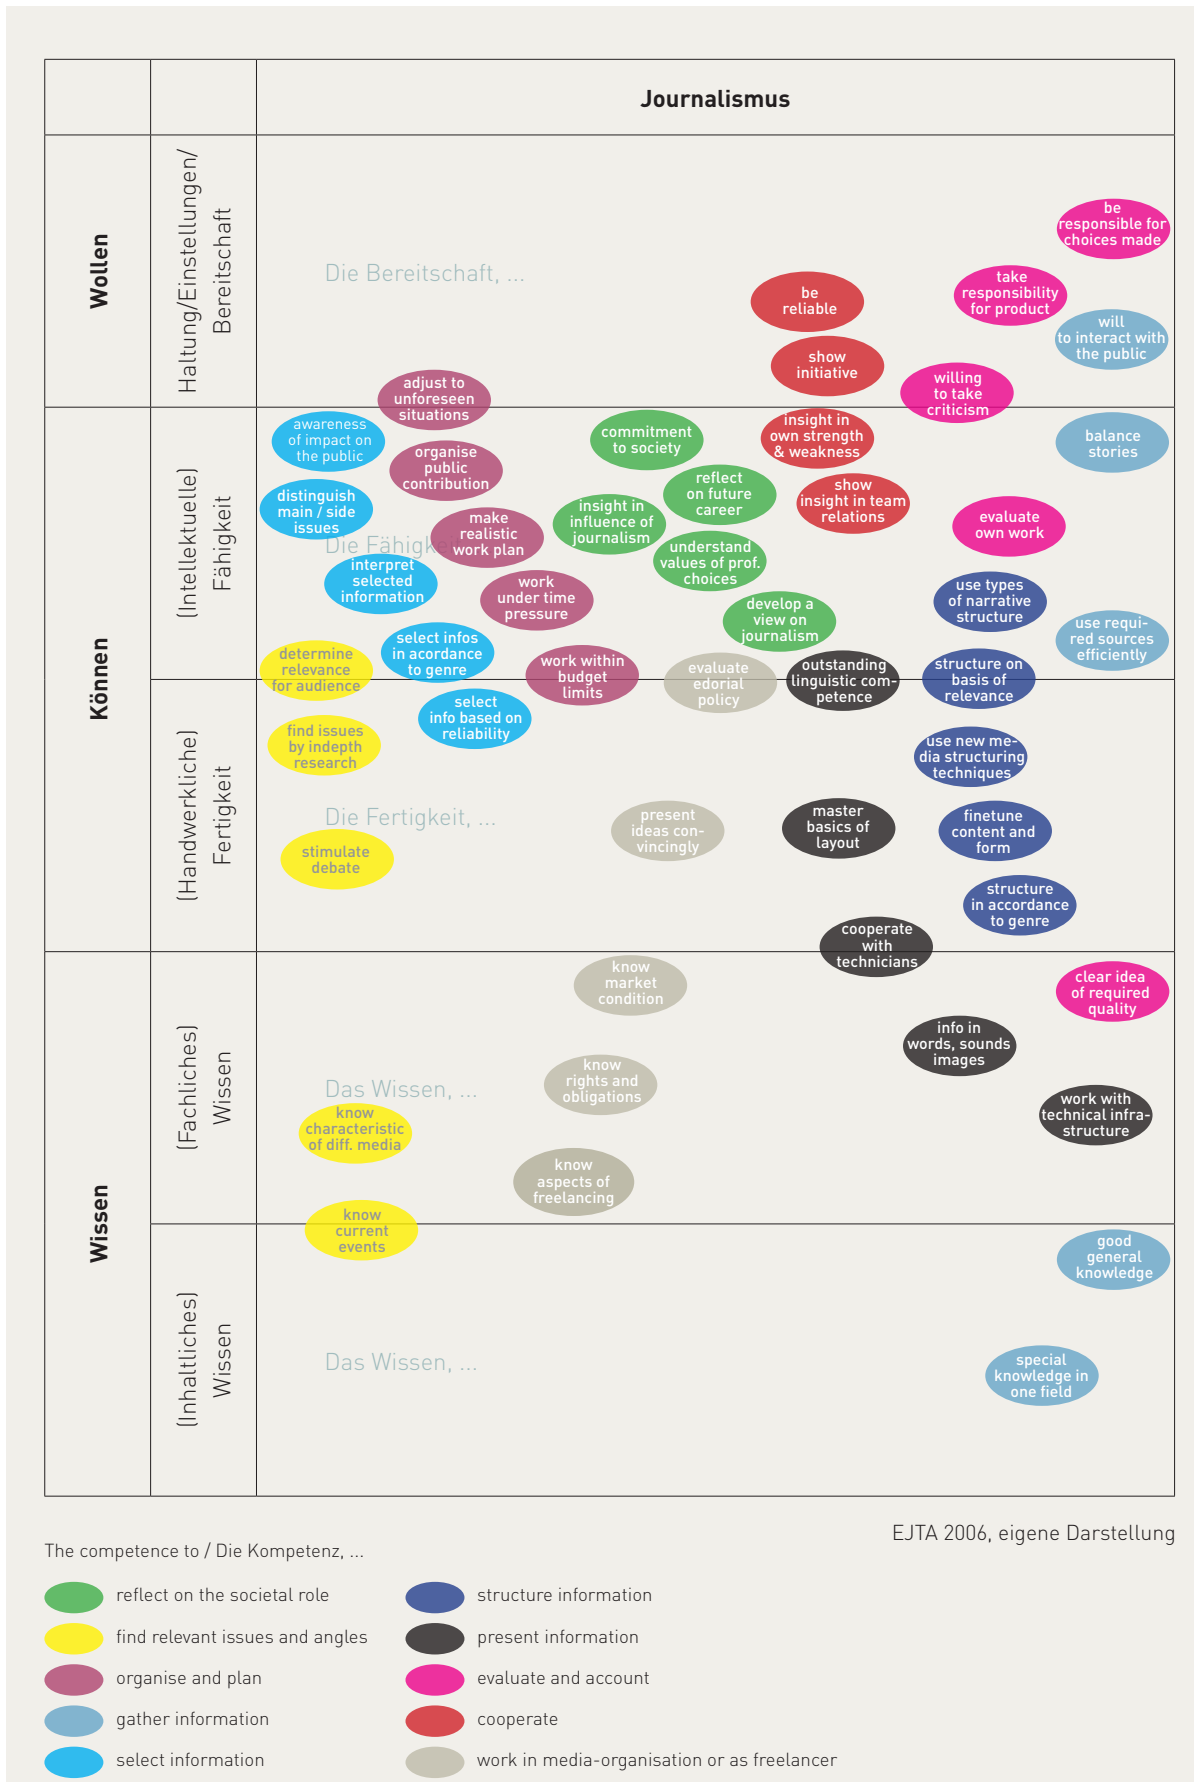 Journalismus
Wollen
Haltung/Einstellungen/
Bereitschaft
Die Bereitschaft, ...
be
responsible for
choices made
take
responsibility
for product
be
reliable
will
to interact with
the public
show
initiative
willing
to take
criticism
adjust to
unforeseen
situations
Können
(Intellektuelle)
Fähigkeit
awareness
of impact on
the public
organise
public
contribution
commitment
to society
insight in
own strength
& weakness
balance
stories
distinguish
main / side
issues
reflect
on future
career
show
insight in team
relations
make
realistic
work plan
insight in
influence of
journalism
evaluate
own work
Die Fähigkeit
interpret
selected
information
understand
values of prof.
choices
work
under time
pressure
use types
of narrative
structure
develop a
view on
journalism
use requi-
red sources
efficiently
select infos
in acordance
to genre
determine
relevance
for audience
work within
budget
limits
evaluate
edorial
policy
outstanding
linguistic com-
petence
structure on
basis of
relevance
(Handwerkliche)
Fertigkeit
select
info based on
reliability
find issues
by indepth
research
use new me-
dia structuring
techniques
Die Fertigkeit, ...
present
ideas con-
vincingly
master
basics of
layout
finetune
content and
form
stimulate
debate
structure
in accordance
to genre
cooperate
with
technicians
Wissen
(Fachliches)
Wissen
know
market
condition
clear idea
of required
quality
info in
words, sounds
images
know
rights and
obligations
Das Wissen, ...
know
characteristic
of diff. media
work with
technical infra-
structure
know
aspects of
freelancing
know
current
events
(Inhaltliches)
Wissen
good
general
knowledge
Das Wissen, ...
special
knowledge in
one field
EJTA 2006, eigene Darstellung
The competence to / Die Kompetenz, ...
reflect on the societal role
find relevant issues and angles
organise and plan
gather information
select information
structure information
present information
evaluate and account
cooperate
work in media-organisation or as freelancer